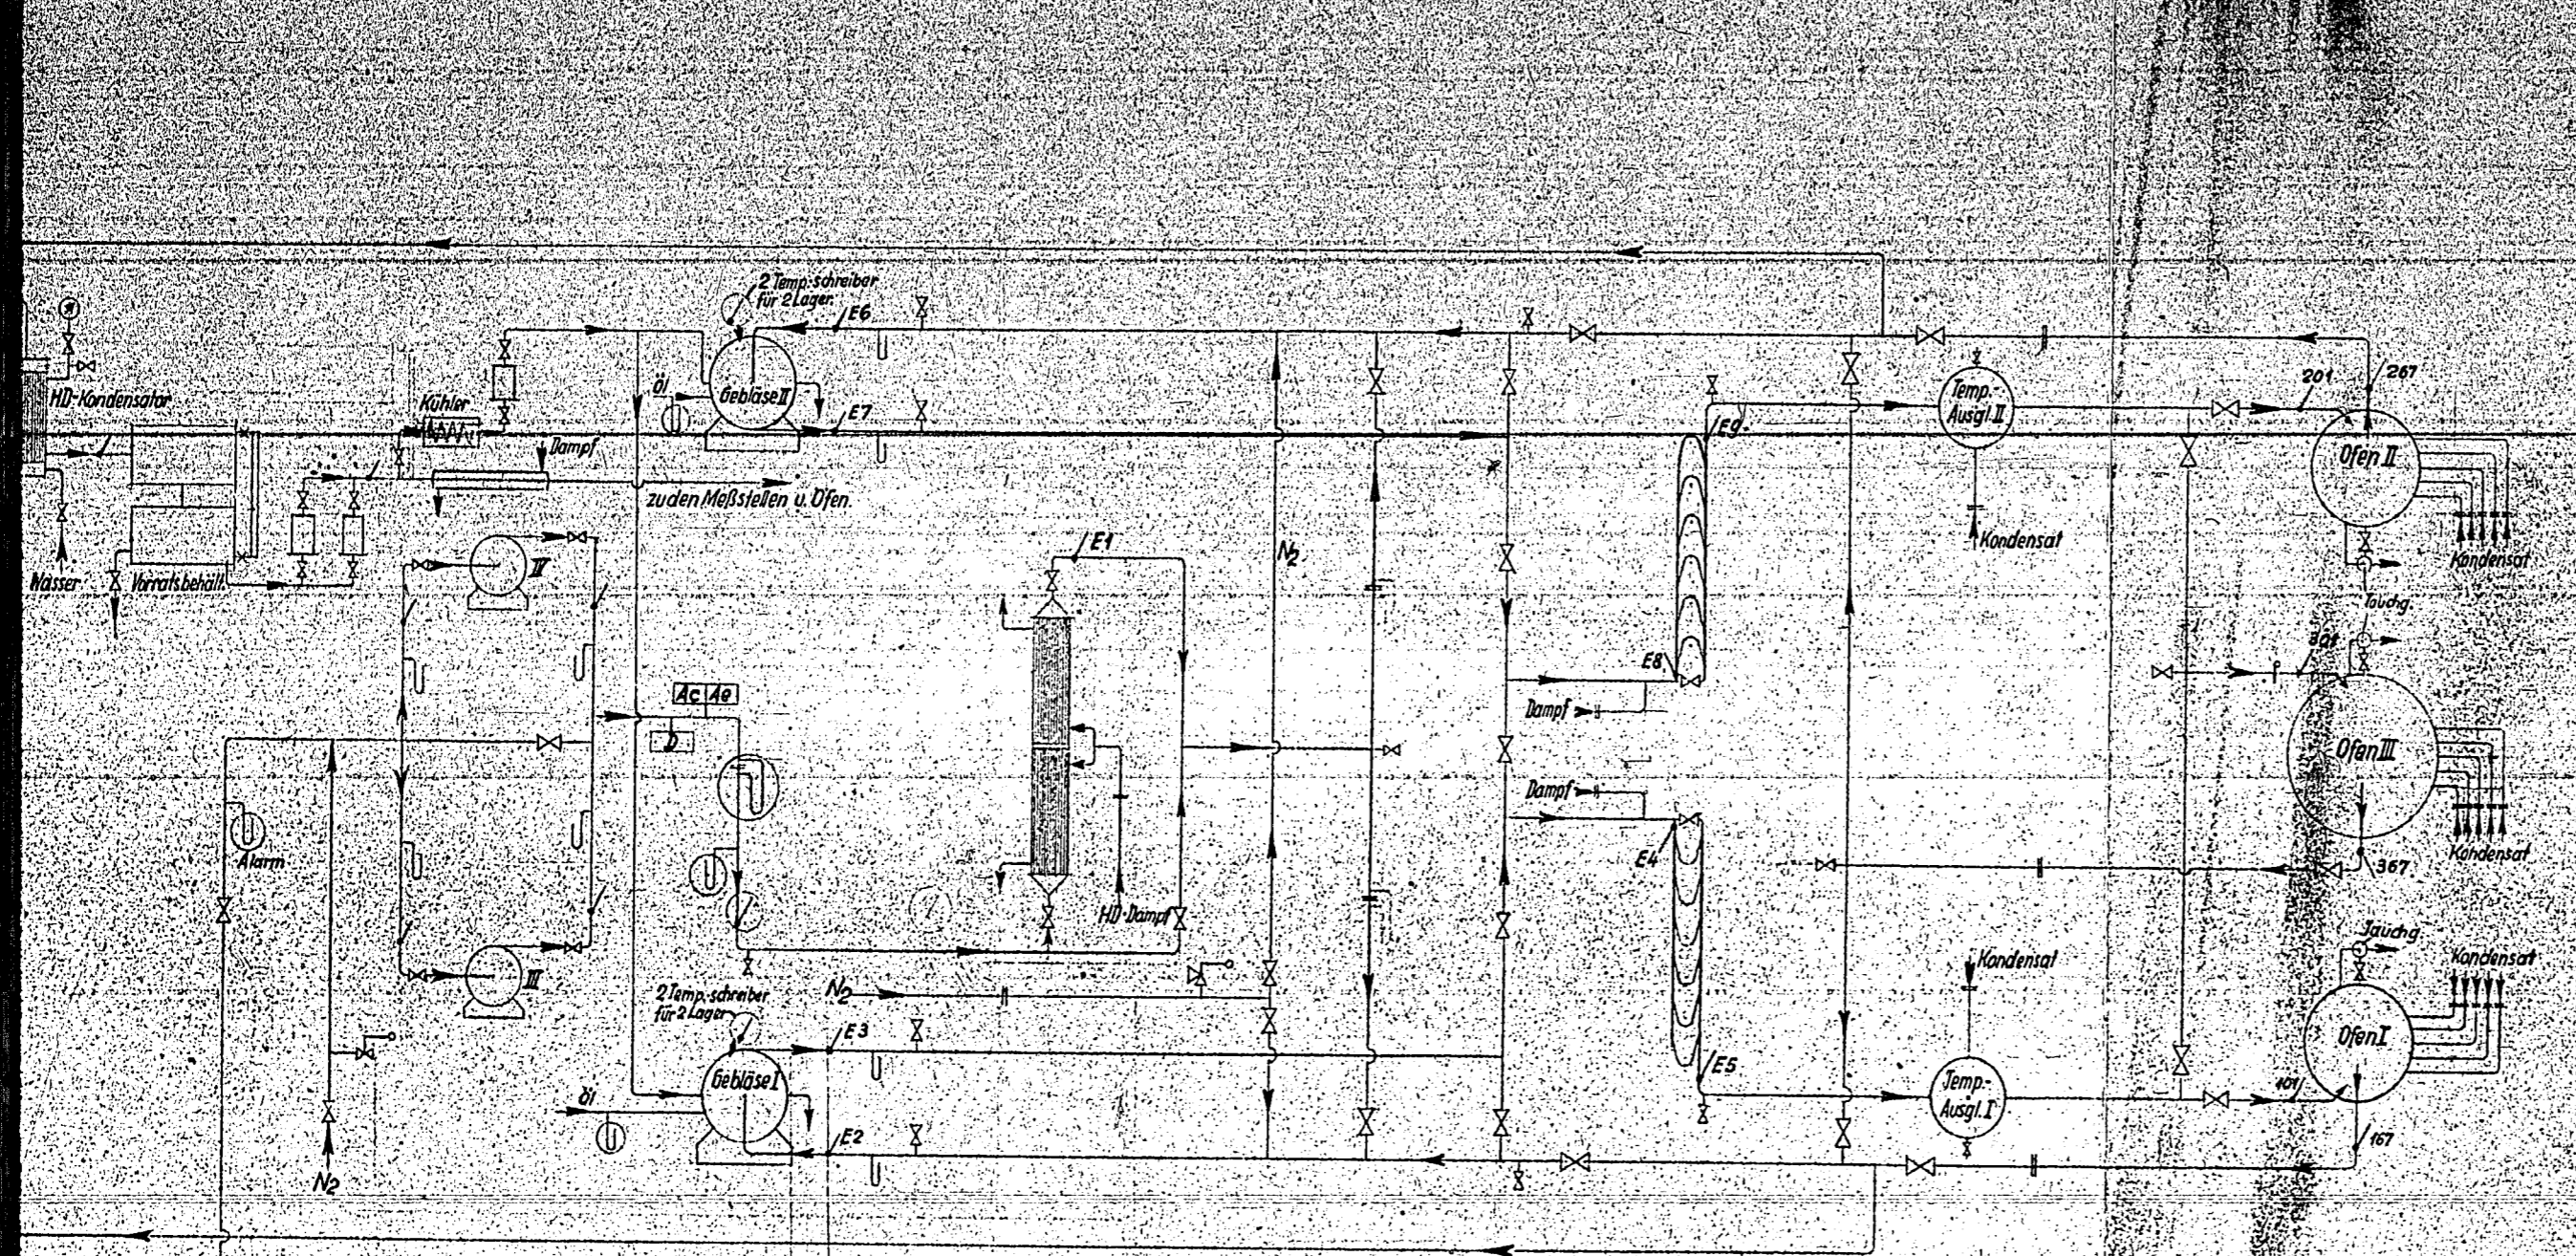 2 Temp.-schreiber
für 2 Lager.
E6
HD-Kondensator
Kühler
Öl
Gebläse II
E7
Dampf
zu den Meßstellen u. Ofen.
Wasser
Vorratsbehält.
IV
E1
N2
E9
Temp.-
Ausgl. II
201
267
Ofen II
Kondensat
Kondensat
Tauchg.
301
E8
Dampf
Ac Ae
D
Ofen III
Dampf
Alarm
E4
367.
Kondensat
HD-Dampf
III
Tauchg
Kondensat
Kondensat
N2
2 Temp.-schreiber
für 2 Lager
E3
Gebläse I
Öl
E5
Temp.-
Ausgl. I
101
Ofen I
E2
167
N2